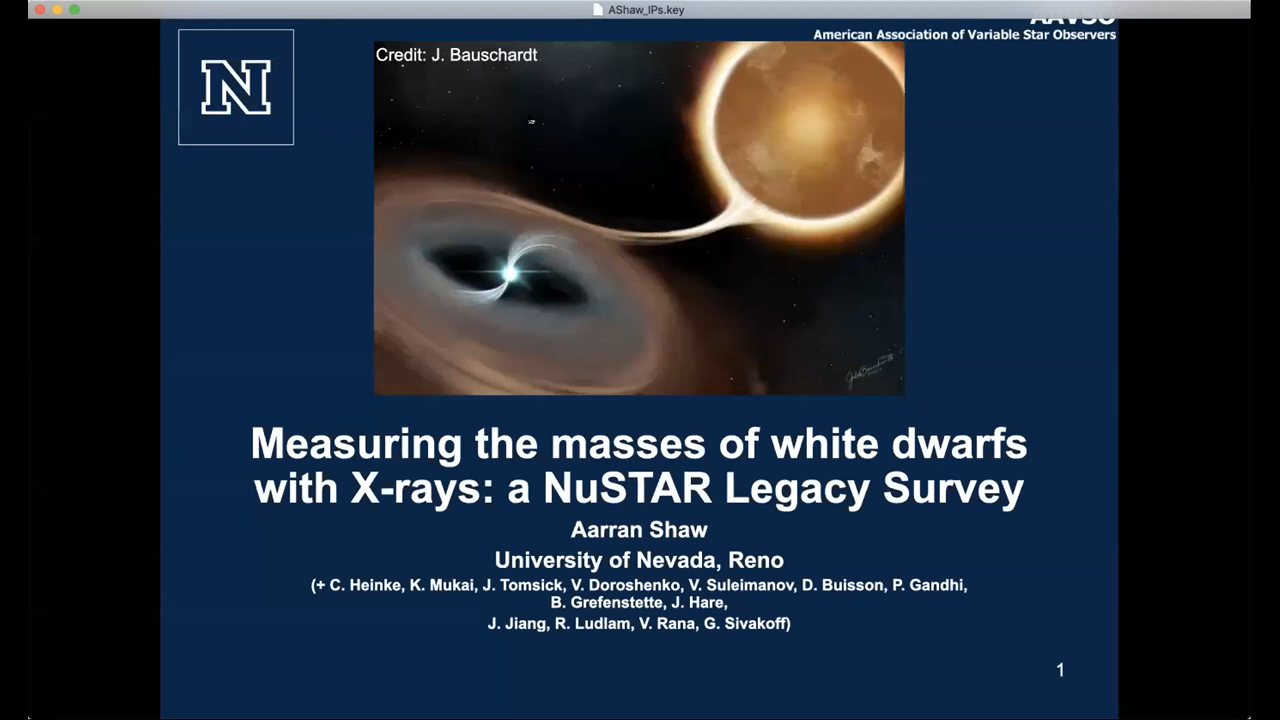 AShaw_IPs.key
AAVSO
American Association of Variable Star Observers
N
Credit: J. Bauschardt
Measuring the masses of white dwarfs
with X-rays: a NuSTAR Legacy Survey
Aarran Shaw
University of Nevada, Reno
(+ C. Heinke, K. Mukai, J. Tomsick, V. Doroshenko, V. Suleimanov, D. Buisson, P. Gandhi,
B. Grefenstette, J. Hare,
J. Jiang, R. Ludlam, V. Rana, G. Sivakoff)
1